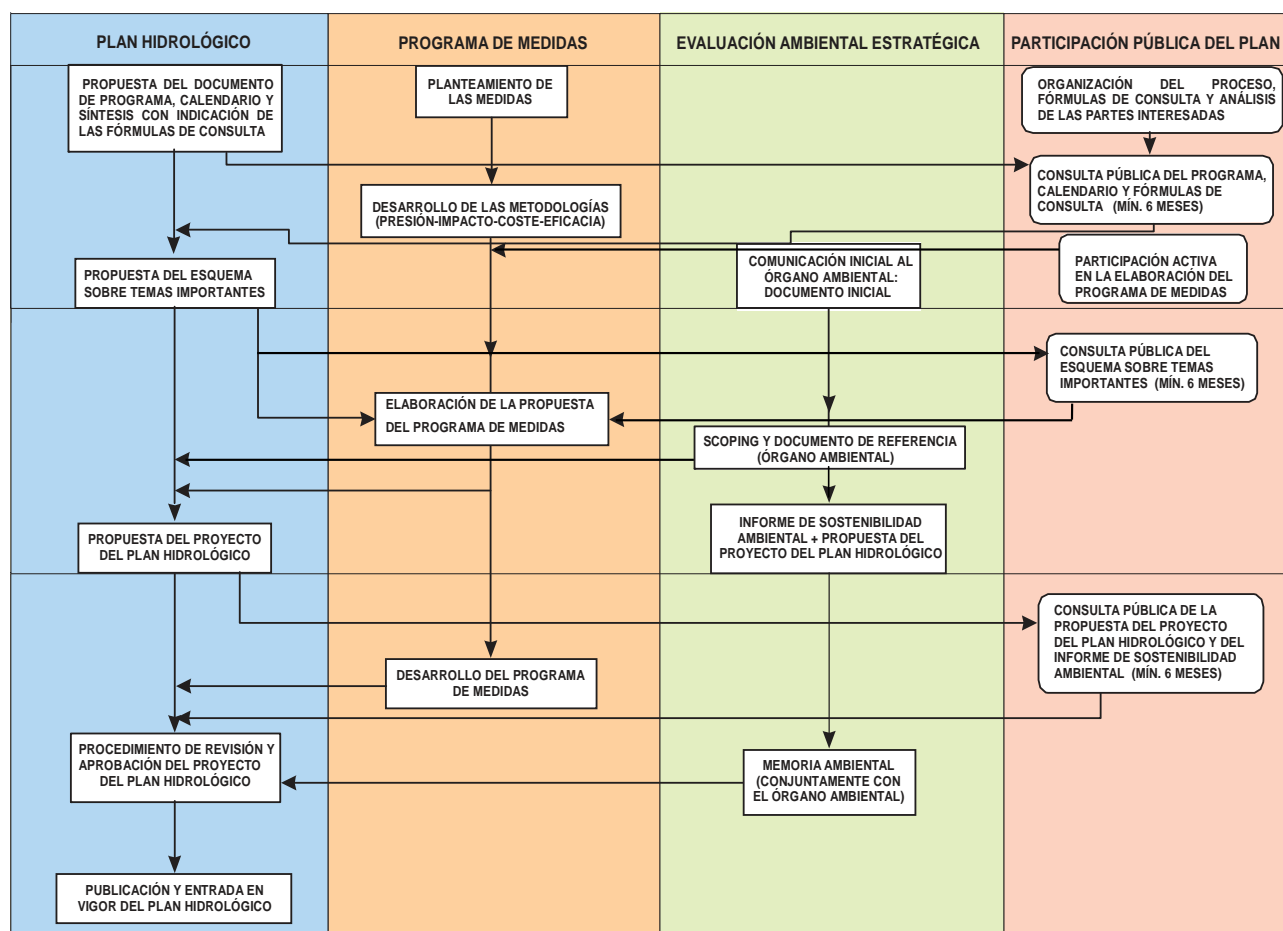 PLAN HIDROLÓGICO
PROGRAMA DE MEDIDAS
EVALUACIÓN AMBIENTAL ESTRATÉGICA
PARTICIPACIÓN PÚBLICA DEL PLAN
PROPUESTA DEL DOCUMENTO
DE PROGRAMA, CALENDARIO Y
SÍNTESIS CON INDICACIÓN DE
LAS FÓRMULAS DE CONSULTA
PLANTEAMIENTO DE
LAS MEDIDAS
ORGANIZACIÓN DEL PROCESO,
FÓRMULAS DE CONSULTA Y ANÁLISIS
DE LAS PARTES INTERESADAS
CONSULTA PÚBLICA DEL PROGRAMA,
CALENDARIO Y FÓRMULAS DE
CONSULTA (MÍN. 6 MESES)
DESARROLLO DE LAS METODOLOGÍAS
(PRESIÓN-IMPACTO-COSTE-EFICACIA)
PROPUESTA DEL ESQUEMA
SOBRE TEMAS IMPORTANTES
COMUNICACIÓN INICIAL AL
ÓRGANO AMBIENTAL:
DOCUMENTO INICIAL
PARTICIPACIÓN ACTIVA
EN LA ELABORACIÓN DEL
PROGRAMA DE MEDIDAS
CONSULTA PÚBLICA DEL
ESQUEMA SOBRE TEMAS
IMPORTANTES (MÍN. 6 MESES)
ELABORACIÓN DE LA PROPUESTA
DEL PROGRAMA DE MEDIDAS
SCOPING Y DOCUMENTO DE REFERENCIA
(ÓRGANO AMBIENTAL)
PROPUESTA DEL PROYECTO
DEL PLAN HIDROLÓGICO
INFORME DE SOSTENIBILIDAD
AMBIENTAL + PROPUESTA DEL
PROYECTO DEL PLAN HIDROLÓGICO
CONSULTA PÚBLICA DE LA
PROPUESTA DEL PROYECTO
DEL PLAN HIDROLÓGICO Y DEL
INFORME DE SOSTENIBILIDAD
AMBIENTAL (MÍN. 6 MESES)
DESARROLLO DEL PROGRAMA
DE MEDIDAS
PROCEDIMIENTO DE REVISIÓN Y
APROBACIÓN DEL PROYECTO
DEL PLAN HIDROLÓGICO
MEMORIA AMBIENTAL
(CONJUNTAMENTE CON
EL ÓRGANO AMBIENTAL)
PUBLICACIÓN Y ENTRADA EN
VIGOR DEL PLAN HIDROLÓGICO